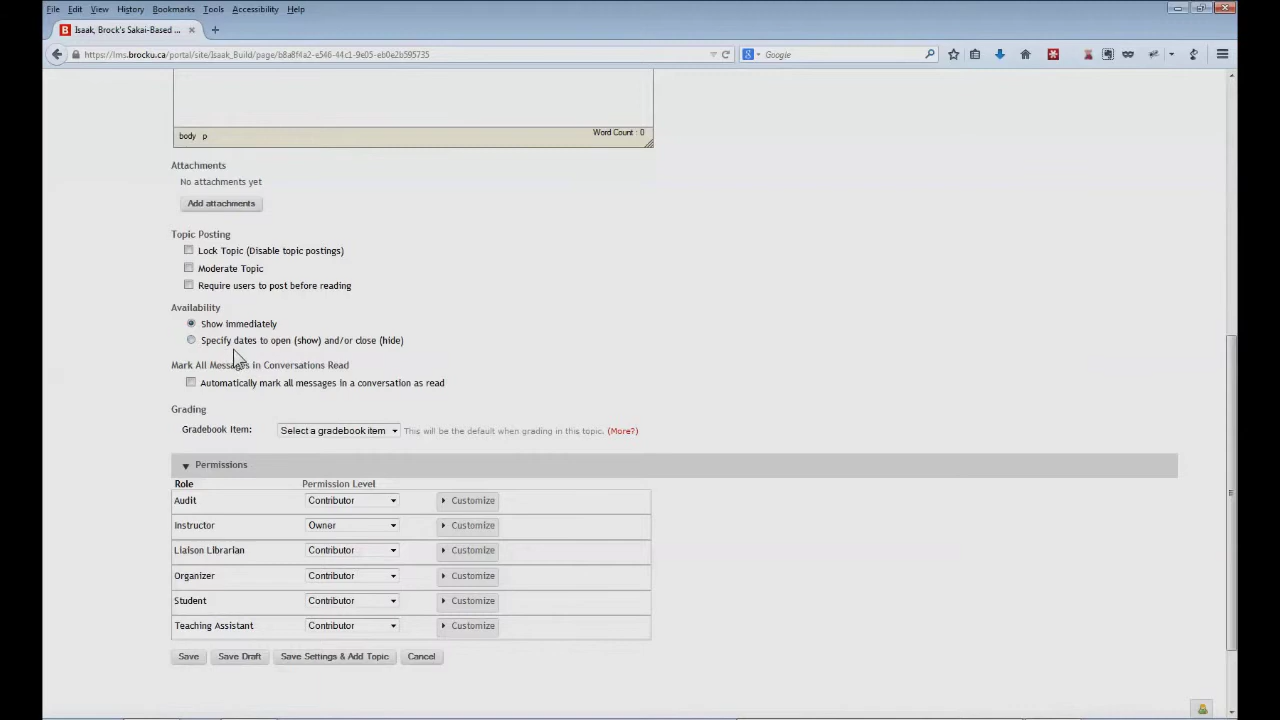 File Edit View History Bookmarks Tools Accessibility Help
Isaak, Brock's Sakai-Based ...
https://lms.brocku.ca/portal/site/Isaak_Build/page/b8a8f4a2-e546-44c1-9e05-eb0e2b595735
Google
body p
Word Count : 0
Attachments
No attachments yet
Add attachments
Topic Posting
Lock Topic (Disable topic postings)
Moderate Topic
Require users to post before reading
Availability
Show immediately
Specify dates to open (show) and/or close (hide)
Mark All Messages in Conversations Read
Automatically mark all messages in a conversation as read
Grading
Gradebook Item: Select a gradebook item This will be the default when grading in this topic. (More?)
Permissions
Role Permission Level
Audit Contributor Customize
Instructor Owner Customize
Liaison Librarian Contributor Customize
Organizer Contributor Customize
Student Contributor Customize
Teaching Assistant Contributor Customize
Save Save Draft Save Settings & Add Topic Cancel